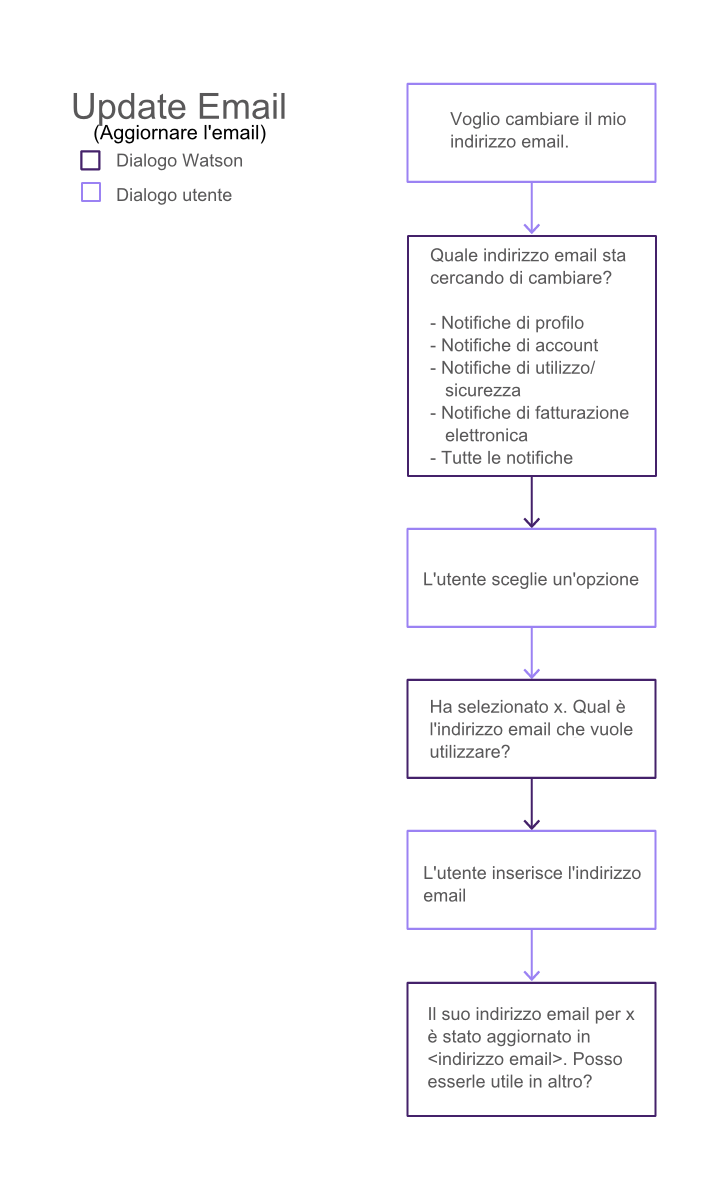 Update Email
(Aggiornare l'email)
Dialogo Watson
Dialogo utente
Voglio cambiare il mio
indirizzo email.
Quale indirizzo email sta
cercando di cambiare?
- Notifiche di profilo
- Notifiche di account
- Notifiche di utilizzo/
sicurezza
- Notifiche di fatturazione
elettronica
- Tutte le notifiche
L'utente sceglie un'opzione
Ha selezionato x. Qual è
l'indirizzo email che vuole
utilizzare?
L'utente inserisce l'indirizzo
email
Il suo indirizzo email per x
è stato aggiornato in
<indirizzo email>. Posso
esserle utile in altro?